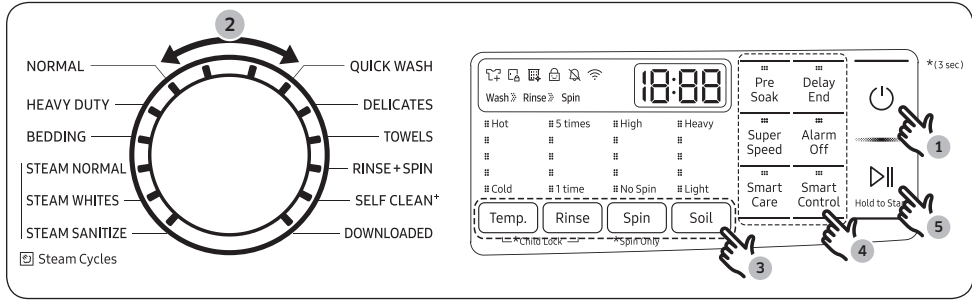 2
NORMAL
HEAVY DUTY
BEDDING
STEAM NORMAL
STEAM WHITES
STEAM SANITIZE
Steam Cycles
QUICK WASH
DELICATES
TOWELS
RINSE+SPIN
SELF CLEAN+
DOWNLOADED
Wash» Rinse» Spin
18:88
Hot 5 times High Heavy
Cold 1 time No Spin Light
Temp. Rinse Spin Soil
*Child Lock *Spin Only
3
Pre Soak
Delay End
Super Speed
Alarm Off
Smart Care
Smart Control
4
*(3 sec)
1
Hold to Start
5